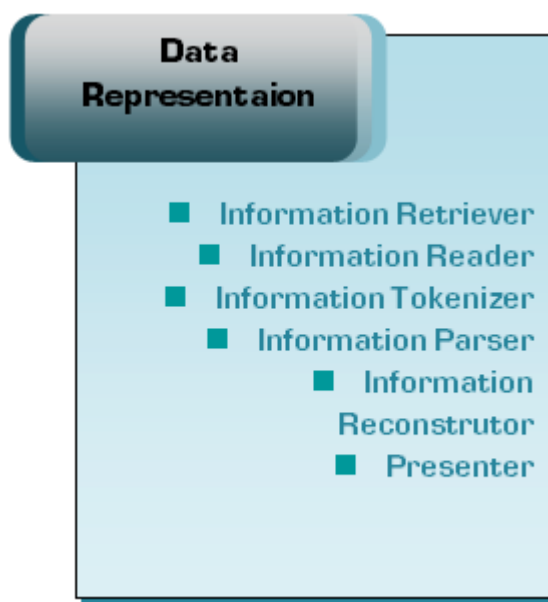 Data
Representaion
Information Retriever
Information Reader
Information Tokenizer
Information Parser
Information
Reconstrutor
Presenter